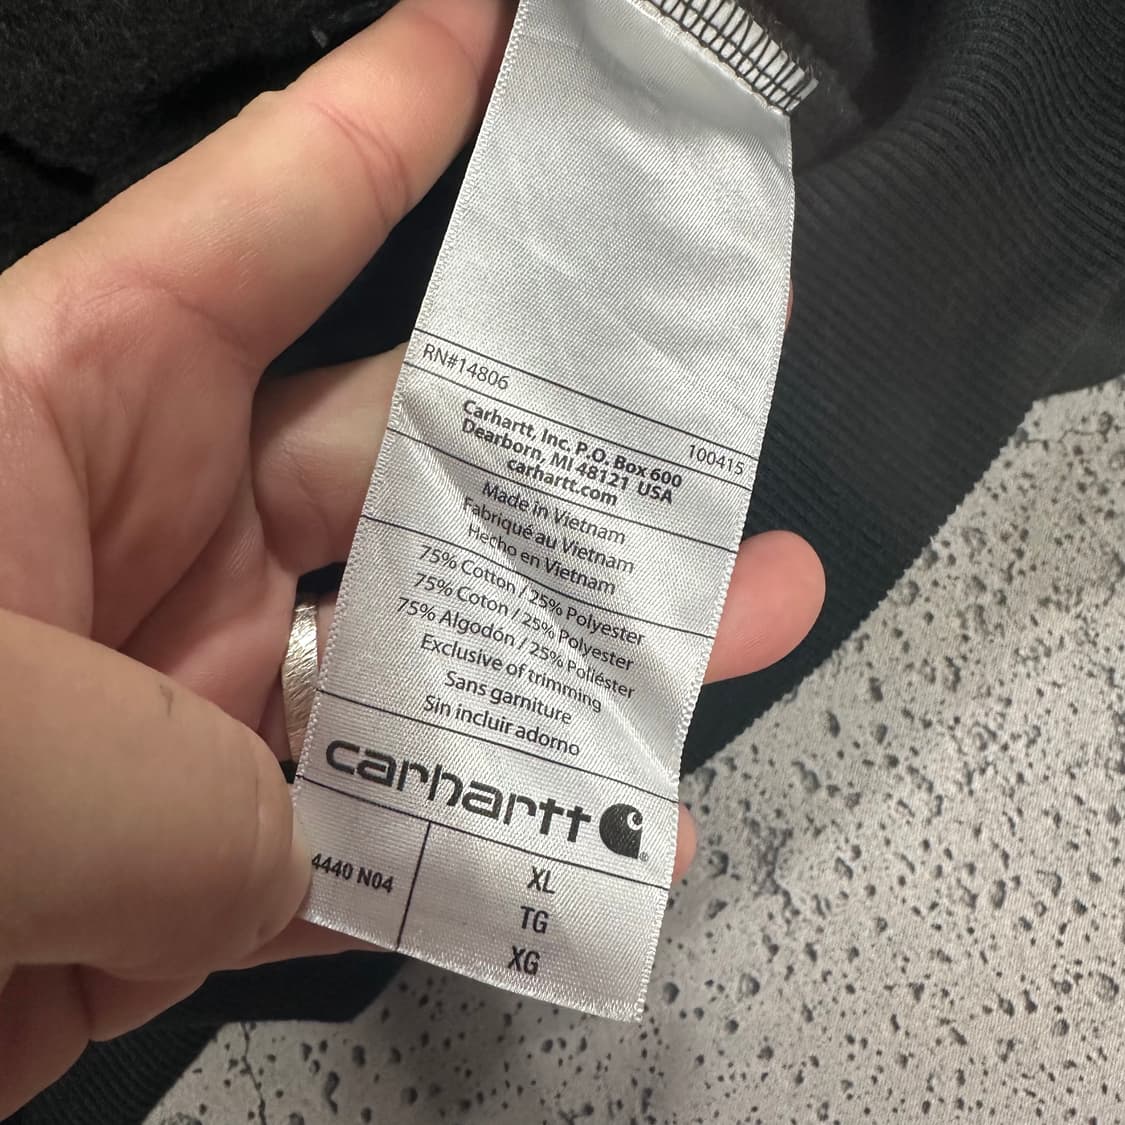 RN#14806
100415
Carhartt, Inc. P.O. Box 600
Dearborn, MI 48121 USA
carhartt.com
Made in Vietnam
Fabriqué au Vietnam
Hecho en Vietnam
75% Cotton / 25% Polyester
75% Coton / 25% Polyester
75% Algodón / 25% Poliéster
Exclusive of trimming
Sans garniture
Sin incluir adorno
carhartt
4440 N04
XL
TG
XG